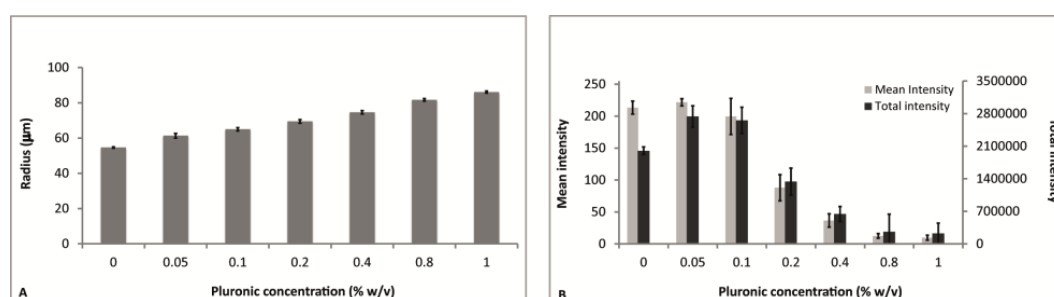 100
80
60
40
20
0
Radius (µm)
0 0.05 0.1 0.2 0.4 0.8 1
Pluronic concentration (% w/v)
A
250
200
150
100
50
0
Mean intensity
Mean Intensity
Total intensity
3500000
2800000
2100000
1400000
700000
0
Total intensity
0 0.05 0.1 0.2 0.4 0.8 1
Pluronic concentration (% w/v)
B